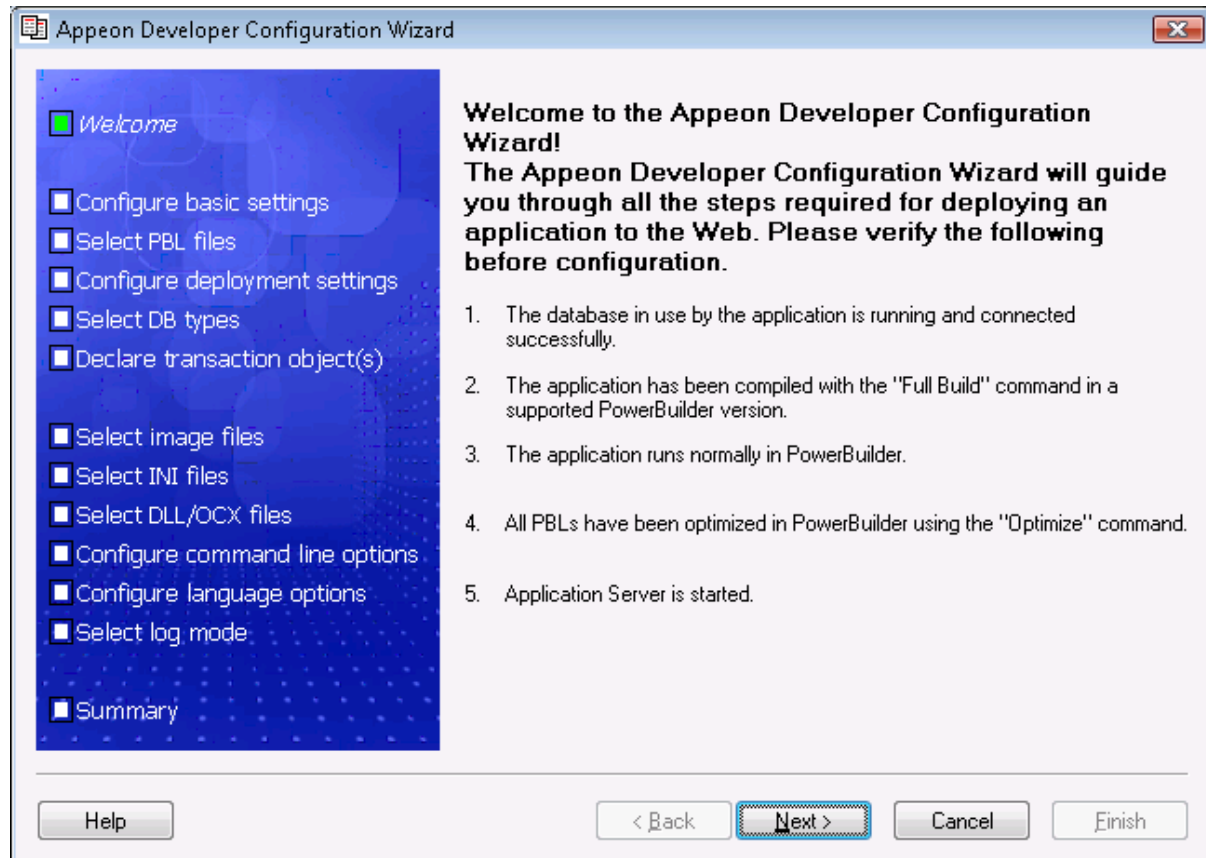 Appeon Developer Configuration Wizard
Welcome
Configure basic settings
Select PBL files
Configure deployment settings
Select DB types
Declare transaction object(s)
Select image files
Select INI files
Select DLL/OCX files
Configure command line options
Configure language options
Select log mode
Summary
Welcome to the Appeon Developer Configuration
Wizard!
The Appeon Developer Configuration Wizard will guide
you through all the steps required for deploying an
application to the Web. Please verify the following
before configuration.
1. The database in use by the application is running and connected
successfully.
2. The application has been compiled with the "Full Build" command in a
supported PowerBuilder version.
3. The application runs normally in PowerBuilder.
4. All PBLs have been optimized in PowerBuilder using the "Optimize" command.
5. Application Server is started.
Help
< Back
Next >
Cancel
Finish